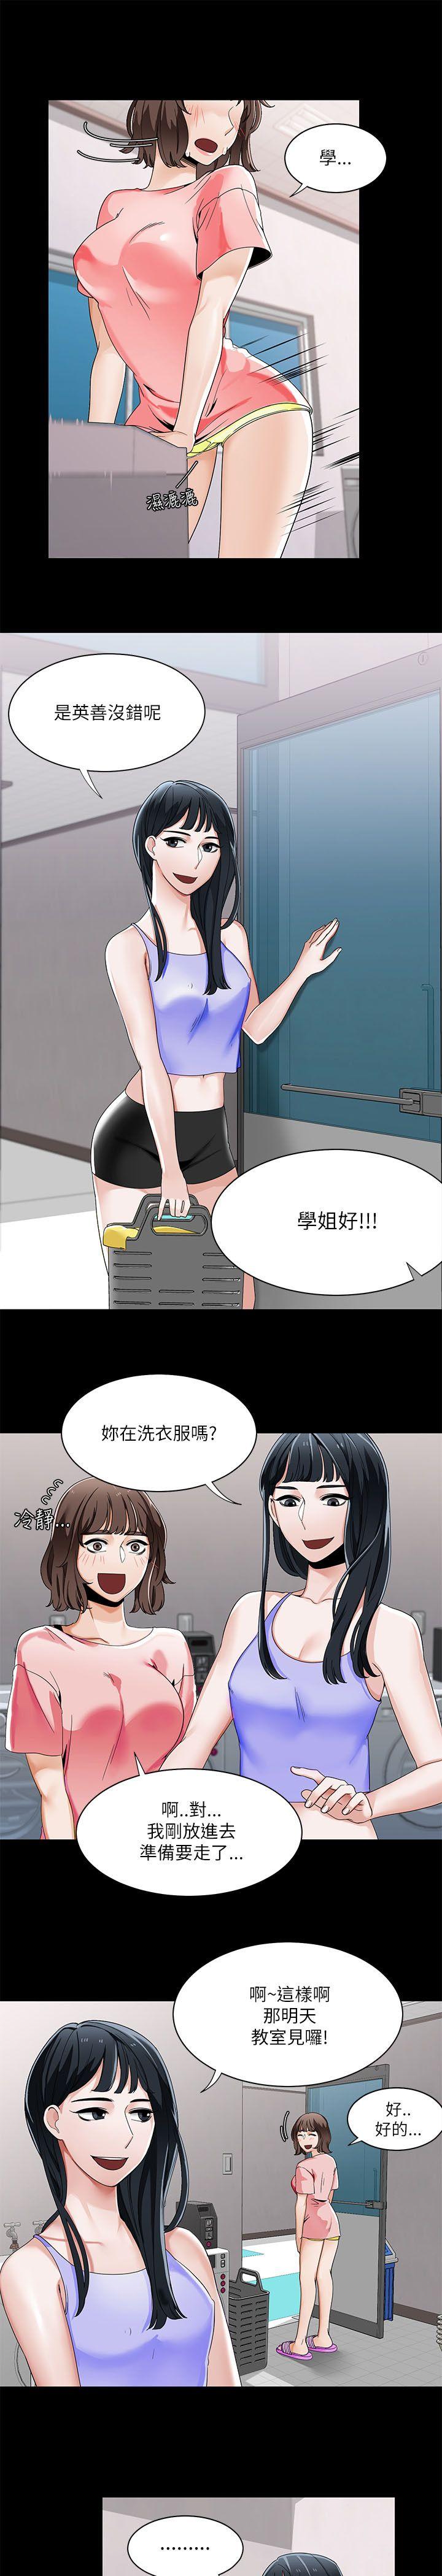 學...
濕漉漉
是英善沒錯呢
學姐好!!!
妳在洗衣服嗎?
冷靜...
啊..對...
我剛放進去
準備要走了...
啊~這樣啊
那明天
教室見囉!
好..
好的...
.........